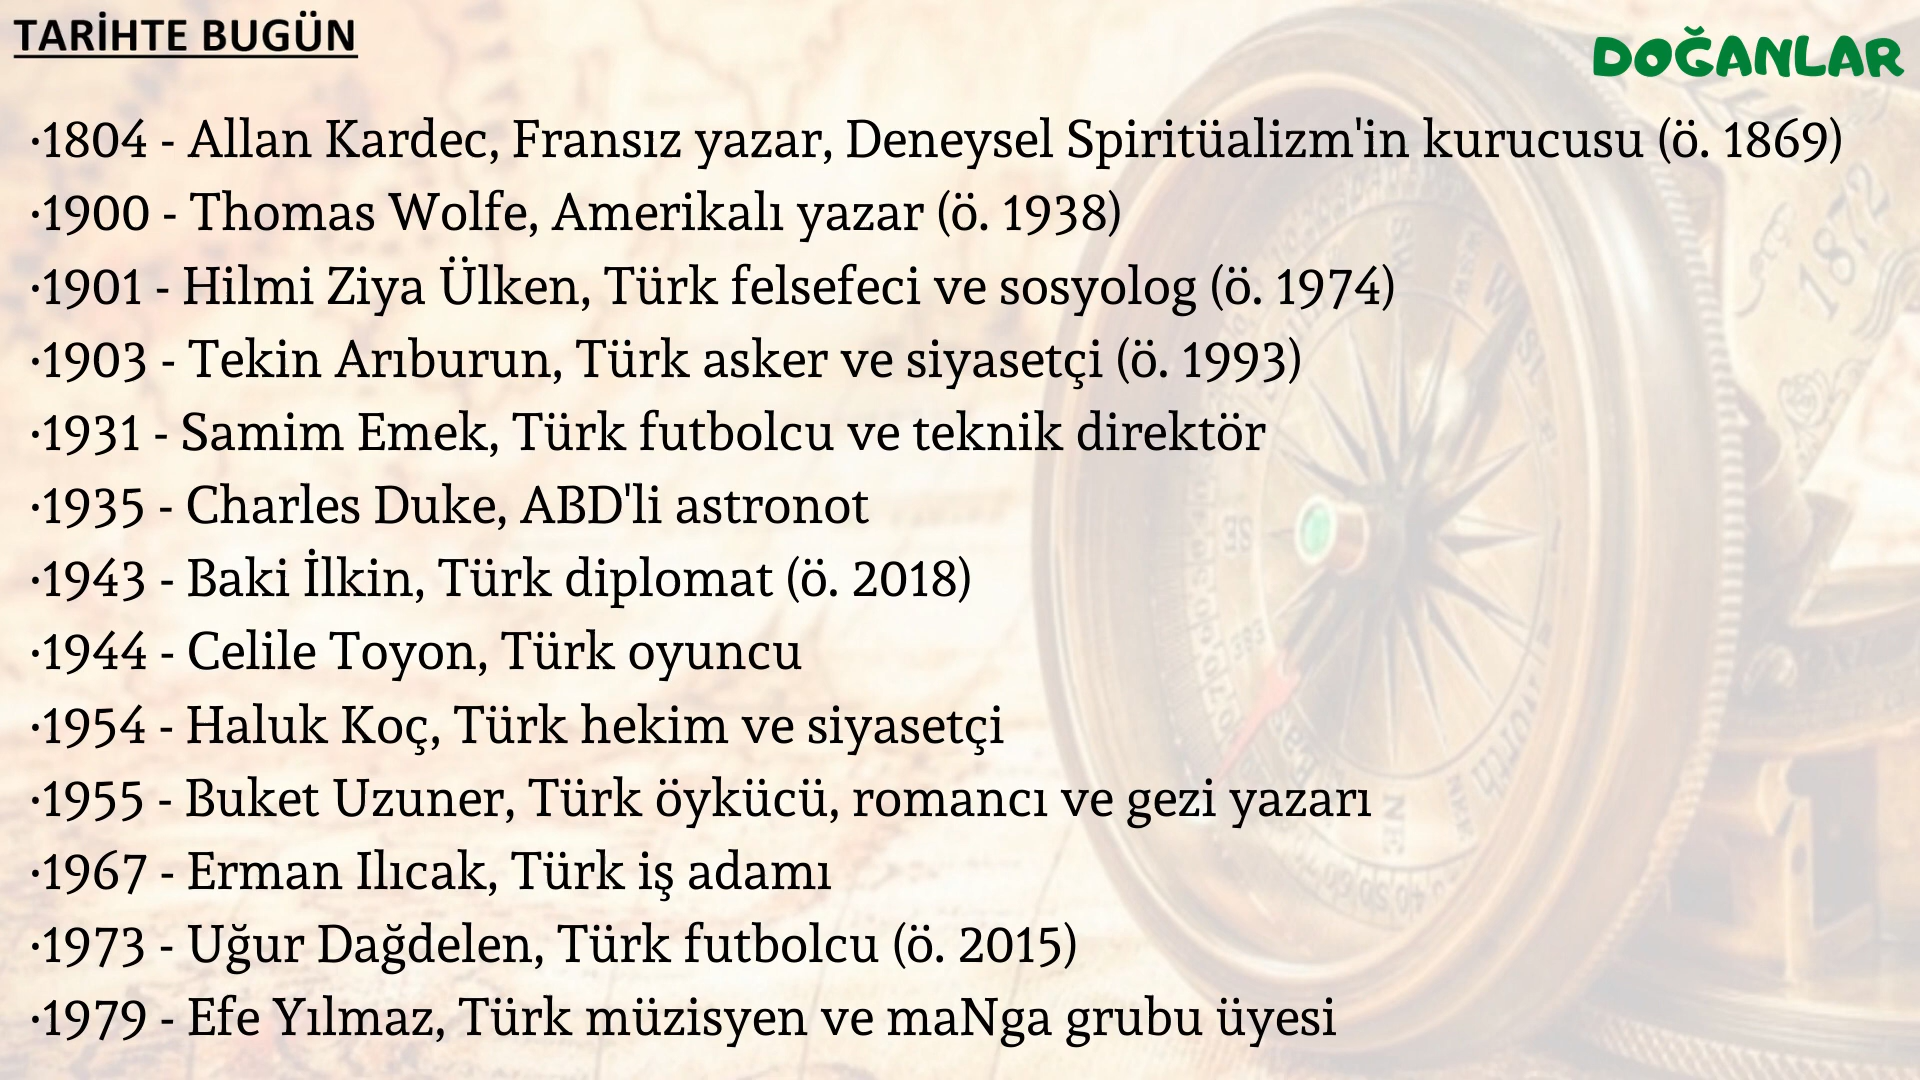 TARİHTE BUGÜN
DOĞANLAR
·1804 - Allan Kardec, Fransız yazar, Deneysel Spiritüalizm'in kurucusu (ö. 1869)
·1900 - Thomas Wolfe, Amerikalı yazar (ö. 1938)
·1901 - Hilmi Ziya Ülken, Türk felsefeci ve sosyolog (ö. 1974)
·1903 - Tekin Arıburun, Türk asker ve siyasetçi (ö. 1993)
·1931 - Samim Emek, Türk futbolcu ve teknik direktör
·1935 - Charles Duke, ABD'li astronot
·1943 - Baki İlkin, Türk diplomat (ö. 2018)
·1944 - Celile Toyon, Türk oyuncu
·1954 - Haluk Koç, Türk hekim ve siyasetçi
·1955 - Buket Uzuner, Türk öykücü, romancı ve gezi yazarı
·1967 - Erman Ilıcak, Türk iş adamı
·1973 - Uğur Dağdelen, Türk futbolcu (ö. 2015)
·1979 - Efe Yılmaz, Türk müzisyen ve maNga grubu üyesi
1872
SW
SE
NE